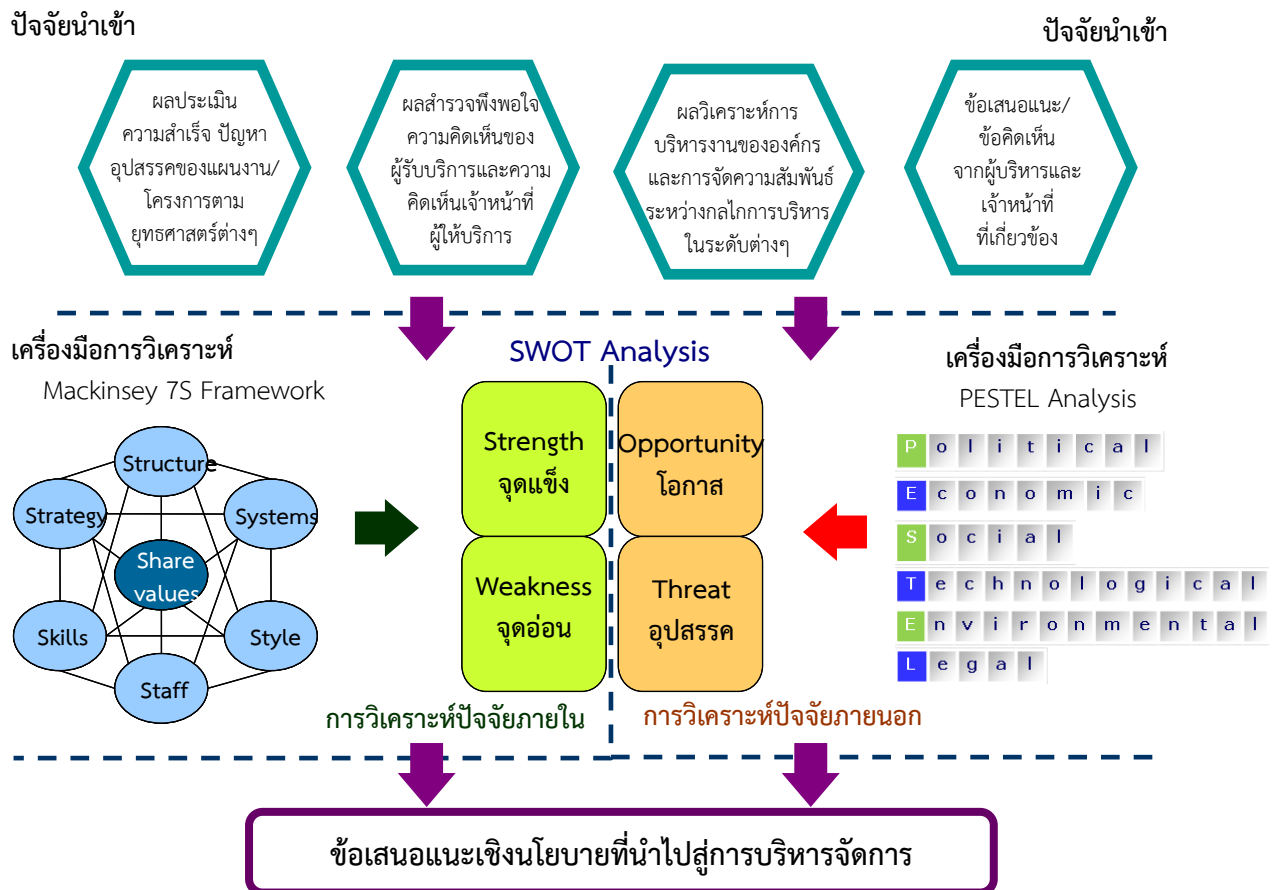 ปัจจัยนำเข้า
ปัจจัยนำเข้า
ผลประเมิน
ความสำเร็จ ปัญหา
อุปสรรคของแผนงาน/
โครงการตาม
ยุทธศาสตร์ต่างๆ
ผลสำรวจพึงพอใจ
ความคิดเห็นของ
ผู้รับบริการและความ
คิดเห็นเจ้าหน้าที่
ผู้ให้บริการ
ผลวิเคราะห์การ
บริหารงานขององค์กร
และการจัดความสัมพันธ์
ระหว่างกลไกการบริหาร
ในระดับต่างๆ
ข้อเสนอแนะ/
ข้อคิดเห็น
จากผู้บริหารและ
เจ้าหน้าที่
ที่เกี่ยวข้อง
เครื่องมือการวิเคราะห์
Mackinsey 7S Framework
Structure
Strategy
Systems
Share
values
Skills
Style
Staff
SWOT Analysis
Strength
จุดแข็ง
Opportunity
โอกาส
Weakness
จุดอ่อน
Threat
อุปสรรค
การวิเคราะห์ปัจจัยภายใน
การวิเคราะห์ปัจจัยภายนอก
เครื่องมือการวิเคราะห์
PESTEL Analysis
Political
Economic
Social
Technological
Environmental
Legal
ข้อเสนอแนะเชิงนโยบายที่นำไปสู่การบริหารจัดการ